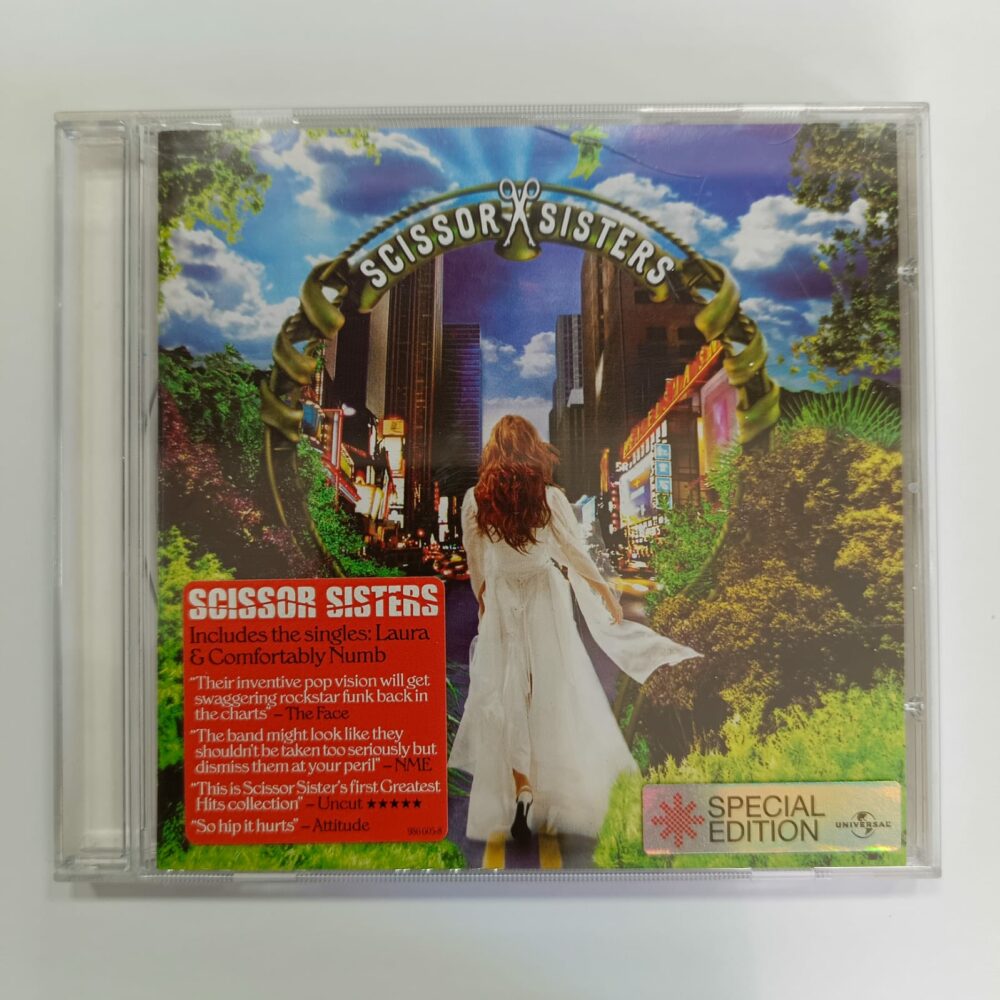 SCISSOR SISTERS
SCISSOR SISTERS
Includes the singles: Laura
& Comfortably Numb
"Their inventive pop vision will get
swaggering rockstar funk back in
the charts" – The Face
"The band might look like they
shouldn't be taken too seriously but
dismiss them at your peril" – NME
"This is Scissor Sister's first Greatest
Hits collection" – Uncut ★★★★★
"So hip it hurts" – Attitude
986 605-8
SPECIAL
EDITION
UNIVERSAL